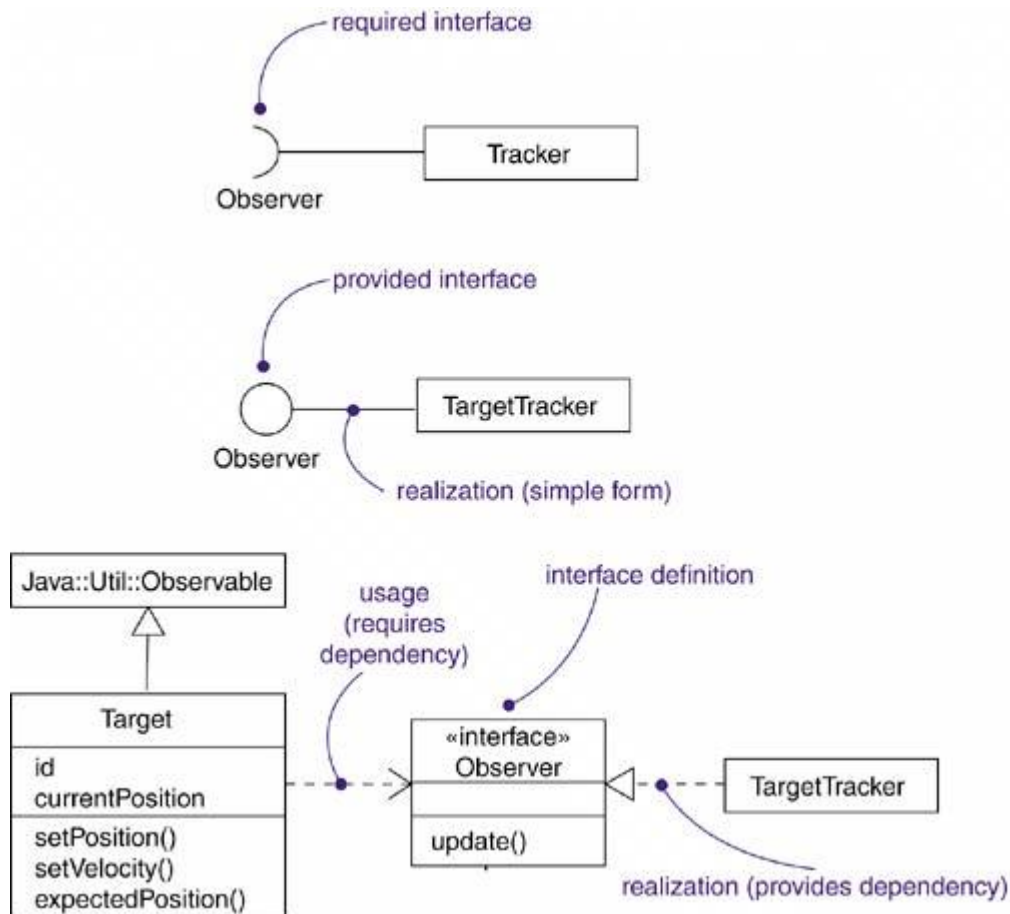 required interface
Tracker
Observer
provided interface
TargetTracker
Observer
realization (simple form)
Java::Util::Observable
usage
(requires
dependency)
interface definition
Target
id
currentPosition
setPosition()
setVelocity()
expectedPosition()
«interface»
Observer
update()
TargetTracker
realization (provides dependency)